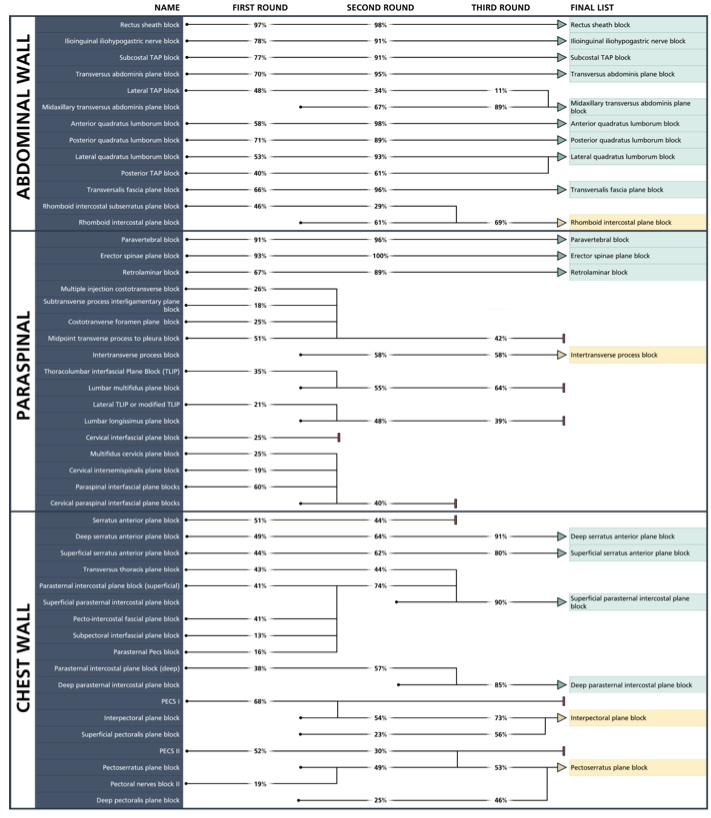 NAME FIRST ROUND SECOND ROUND THIRD ROUND FINAL LIST
ABDOMINAL WALL
Rectus sheath block 97% 98% Rectus sheath block
Ilioinguinal iliohypogastric nerve block 78% 91% Ilioinguinal iliohypogastric nerve block
Subcostal TAP block 77% 91% Subcostal TAP block
Transversus abdominis plane block 70% 95% Transversus abdominis plane block
Lateral TAP block 48% 34% 11%
Midaxillary transversus abdominis plane block 67% 89% Midaxillary transversus abdominis plane
block
Anterior quadratus lumborum block 58% 98% Anterior quadratus lumborum block
Posterior quadratus lumborum block 71% 89% Posterior quadratus lumborum block
Lateral quadratus lumborum block 53% 93% Lateral quadratus lumborum block
Posterior TAP block 40% 61%
Transversalis fascia plane block 66% 96% Transversalis fascia plane block
Rhomboid intercostal subserratus plane block 46% 29%
Rhomboid intercostal plane block 61% 69% Rhomboid intercostal plane block
PARASPINAL
Paravertebral block 91% 96% Paravertebral block
Erector spinae plane block 93% 100% Erector spinae plane block
Retrolaminar block 67% 89% Retrolaminar block
Multiple injection costotransverse block 26%
Subtransverse process interligamentary plane
block 18%
Costotranverse foramen plane block 25%
Midpoint transverse process to pleura block 51% 42%
Intertransverse process block 58% 58% Intertransverse process block
Thoracolumbar interfascial Plane Block (TLIP) 35%
Lumbar multifidus plane block 55% 64%
Lateral TLIP or modified TLIP 21%
Lumbar longissimus plane block 48% 39%
Cervical interfascial plane block 25%
Multifidus cervicis plane block 25%
Cervical intersemispinalis plane block 19%
Paraspinal interfascial plane blocks 60%
Cervical paraspinal interfascial plane blocks 40%
CHEST WALL
Serratus anterior plane block 51% 44%
Deep serratus anterior plane block 49% 64% 91% Deep serratus anterior plane block
Superficial serratus anterior plane block 44% 62% 80% Superficial serratus anterior plane block
Transversus thoracis plane block 43% 44%
Parasternal intercostal plane block (superficial) 41% 74%
Superficial parasternal intercostal plane block 90% Superficial parasternal intercostal plane
block
Pecto-intercostal fascial plane block 41%
Subpectoral interfascial plane block 13%
Parasternal Pecs block 16%
Parasternal intercostal plane block (deep) 38% 57%
Deep parasternal intercostal plane block 85% Deep parasternal intercostal plane block
PECS I 68%
Interpectoral plane block 54% 73% Interpectoral plane block
Superficial pectoralis plane block 23% 56%
PECS II 52% 30%
Pectoserratus plane block 49% 53% Pectoserratus plane block
Pectoral nerves block II 19%
Deep pectoralis plane block 25% 46%